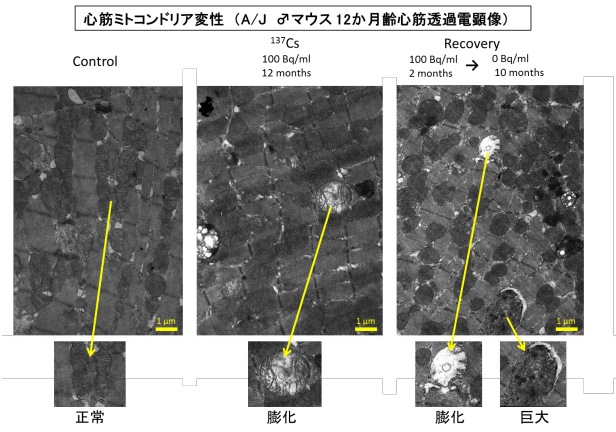 心筋ミトコンドリア変性 (A/J ♂マウス 12か月齢心筋透過電顕像)
Control
¹³⁷Cs
100 Bq/ml
12 months
Recovery
100 Bq/ml → 0 Bq/ml
2 months 10 months
1 μm
1 μm
1 μm
正常
膨化
膨化
巨大